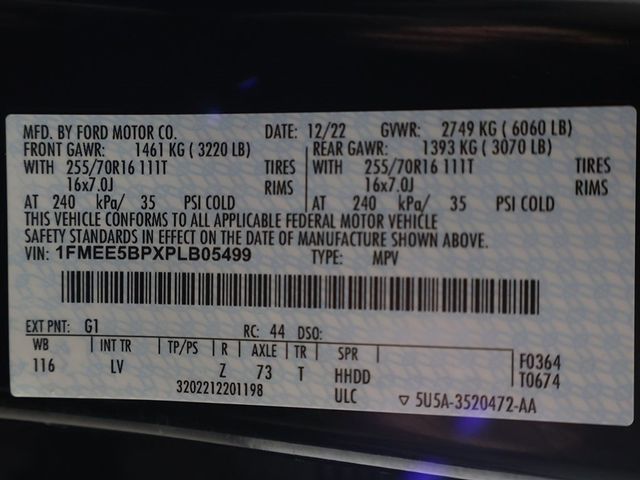 MFD. BY FORD MOTOR CO. DATE: 12/22 GVWR: 2749 KG ( 6060 LB)
FRONT GAWR: 1461 KG ( 3220 LB) REAR GAWR: 1393 KG ( 3070 LB)
WITH 255/70R16 111T TIRES WITH 255/70R16 111T TIRES
16x7.0J RIMS 16x7.0J RIMS
AT 240 kPa/ 35 PSI COLD AT 240 kPa/ 35 PSI COLD
THIS VEHICLE CONFORMS TO ALL APPLICABLE FEDERAL MOTOR VEHICLE
SAFETY STANDARDS IN EFFECT ON THE DATE OF MANUFACTURE SHOWN ABOVE.
VIN: 1FMEE5BPXPLB05499 TYPE: MPV
EXT PNT: G1 RC: 44 DSO:
WB INT TR TP/PS R AXLE TR SPR F0364
116 LV Z 73 T HHDD T0674
3202212201198 ULC ▽ 5U5A-3520472-AA